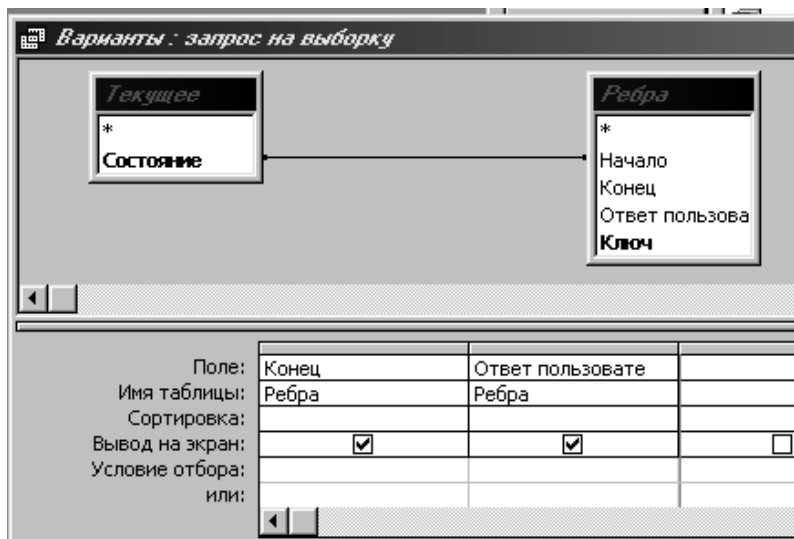 Варианты : запрос на выборку
Текущее
*
Состояние
Ребра
*
Начало
Конец
Ответ пользова
Ключ
Поле: Конец Ответ пользовате
Имя таблицы: Ребра Ребра
Сортировка:
Вывод на экран:
Условие отбора:
или: